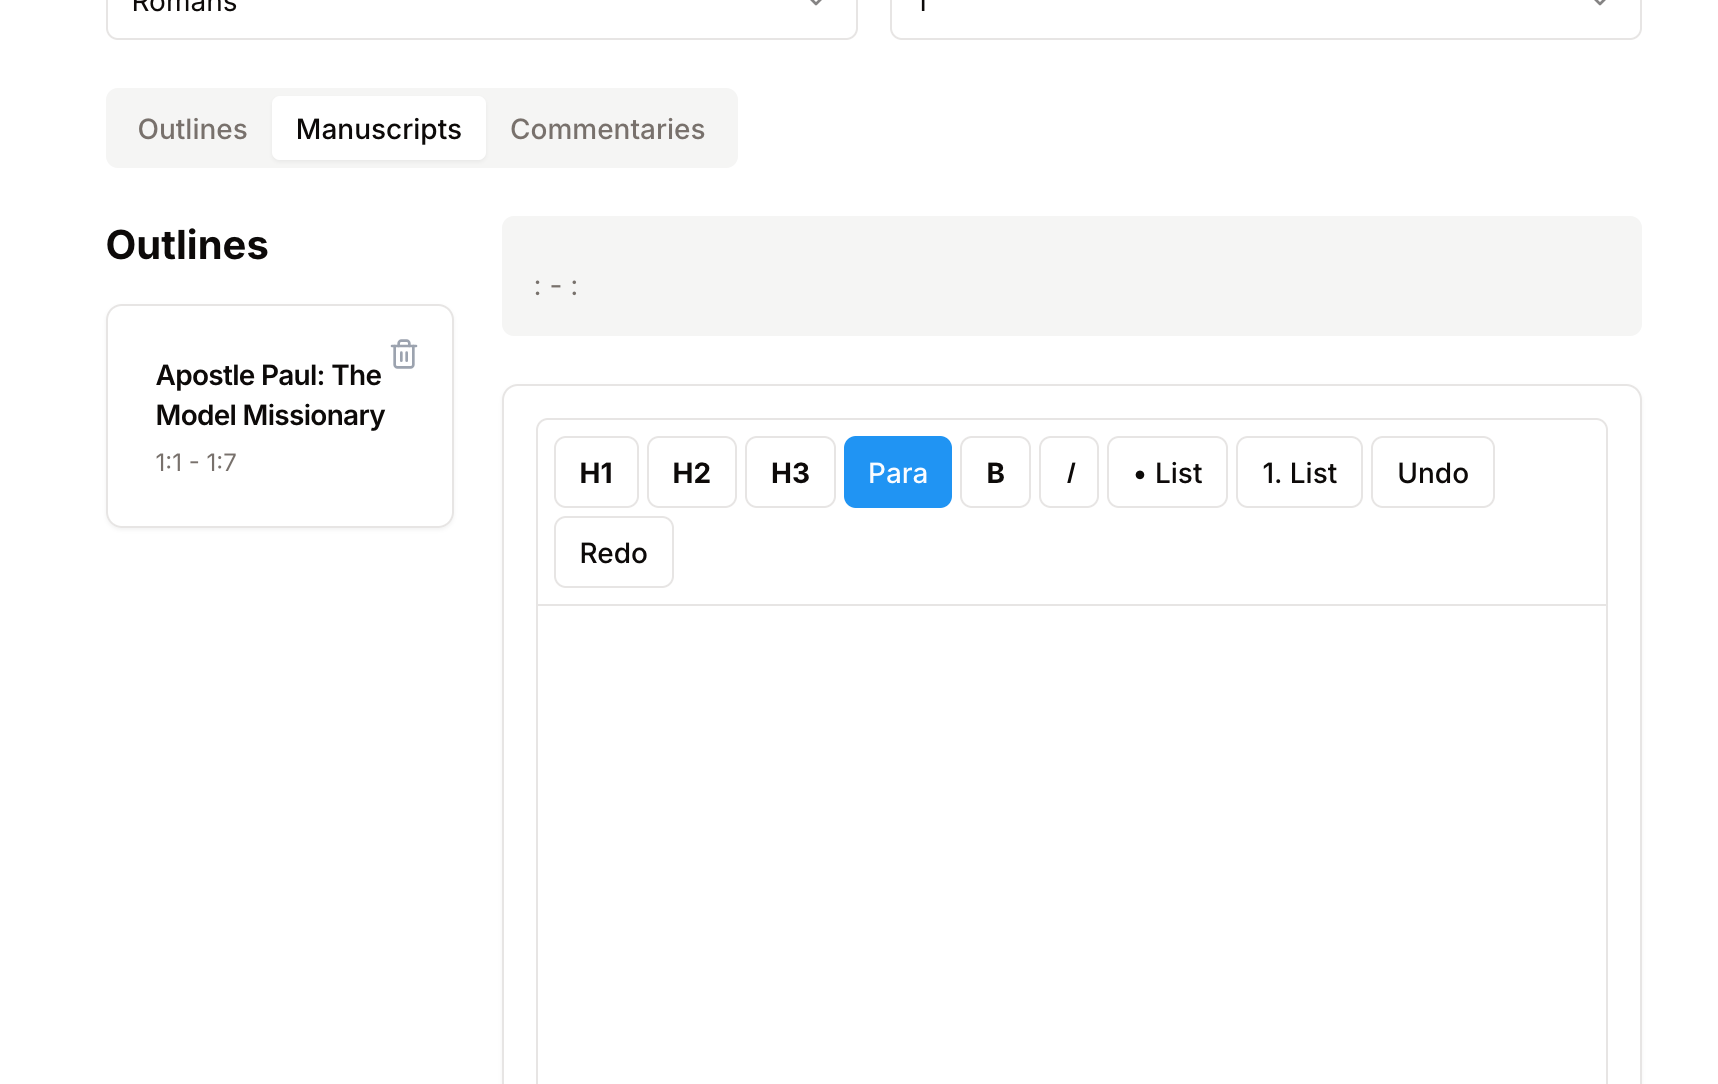 Romans
1
Outlines
Manuscripts
Commentaries
Outlines
Apostle Paul: The
Model Missionary
1:1 - 1:7
: - :
H1 H2 H3 Para B I • List 1. List Undo
Redo